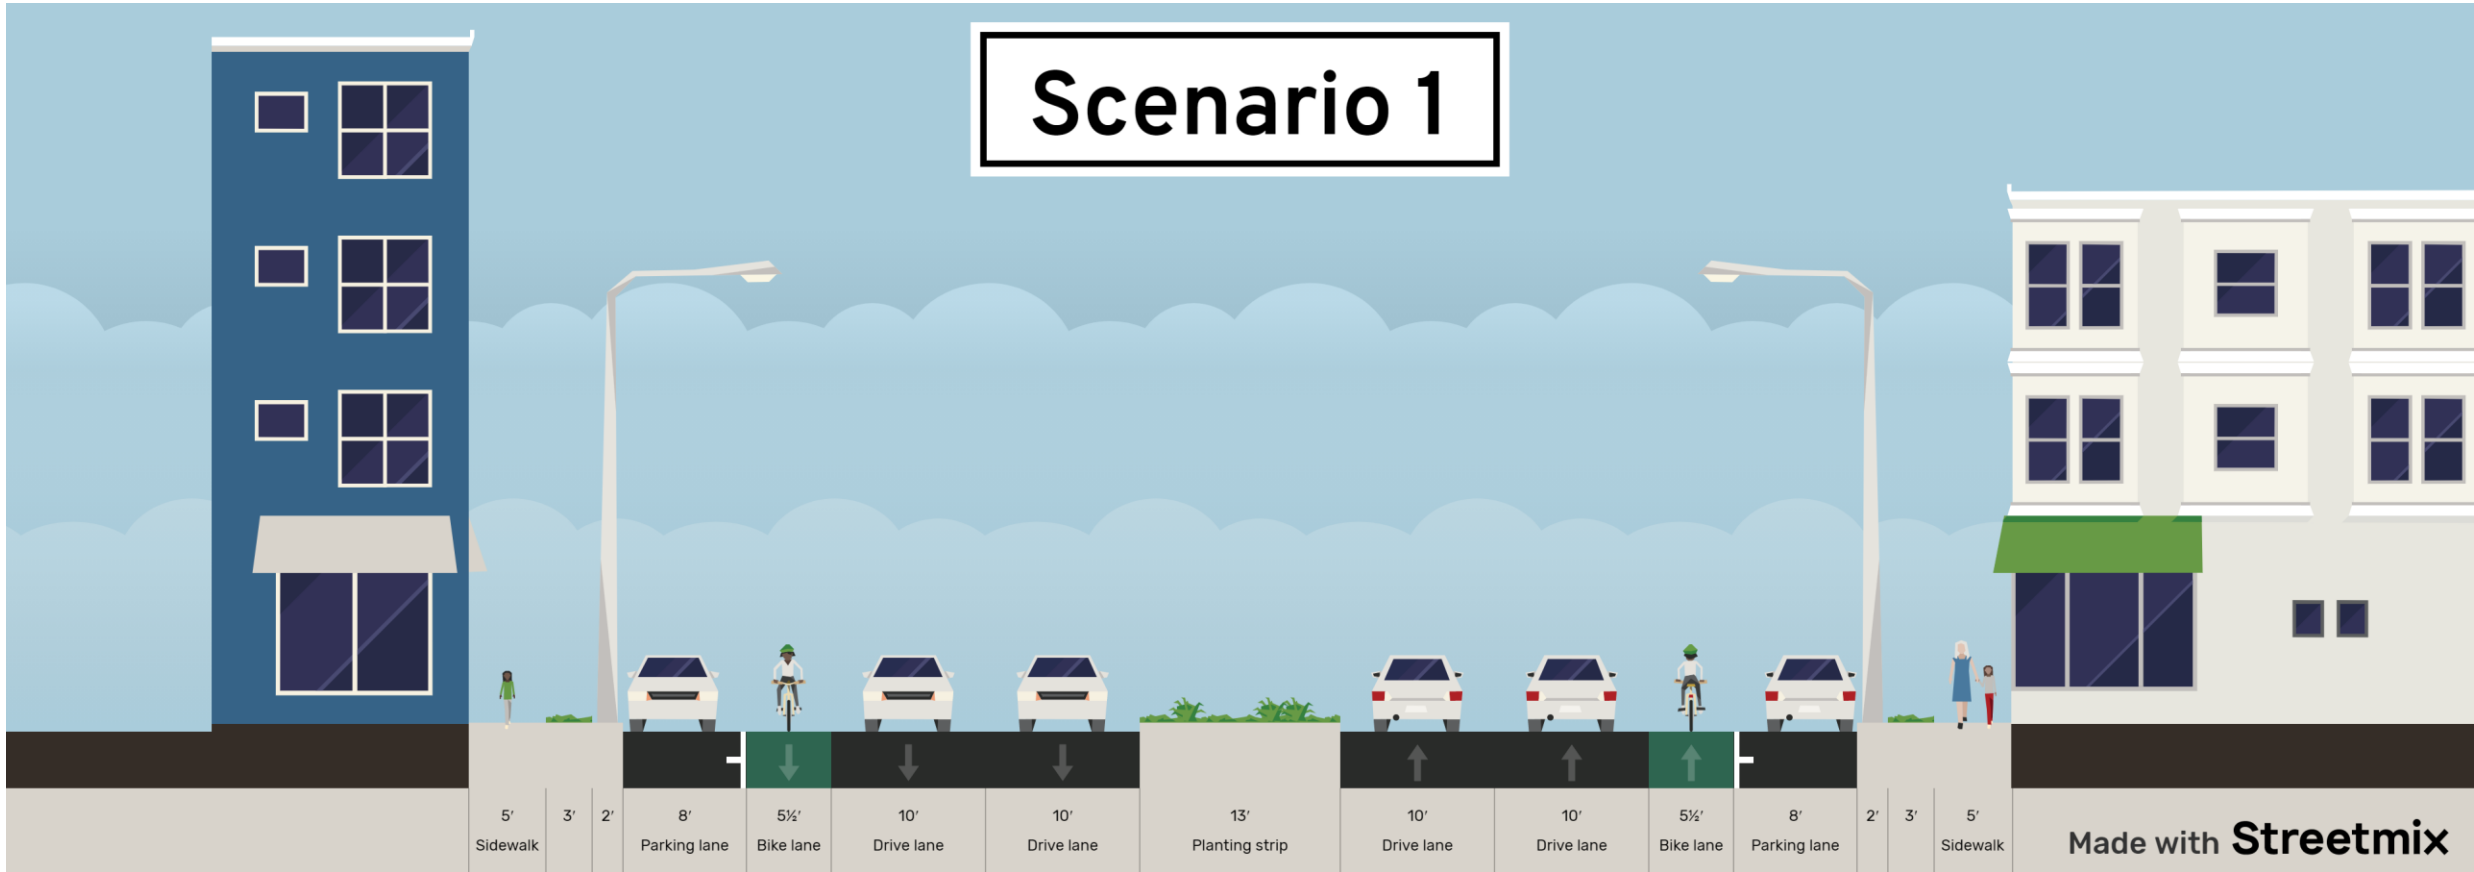 Scenario 1
5′ 3′ 2′ 8′ 5½′ 10′ 10′ 13′ 10′ 10′ 5½′ 8′ 2′ 3′ 5′
Sidewalk Parking lane Bike lane Drive lane Drive lane Planting strip Drive lane Drive lane Bike lane Parking lane Sidewalk
Made with Streetmix